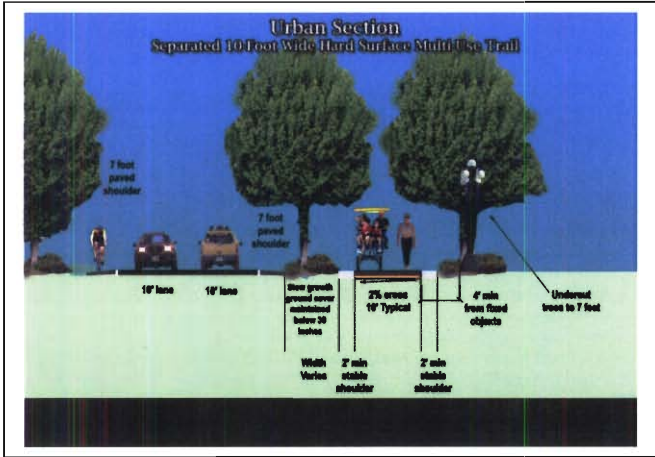 Urban Section
Separated 10-Foot Wide Hard Surface Multi-Use Trail
7 foot
paved
shoulder
7 foot
paved
shoulder
10' lane
10' lane
Slow growth
ground cover
maintained
below 30
inches
2% cross
10' Typical
4' min
from fixed
objects
Undercut
trees to 7 feet
Width
Varies
2' min
stable
shoulder
2' min
stable
shoulder